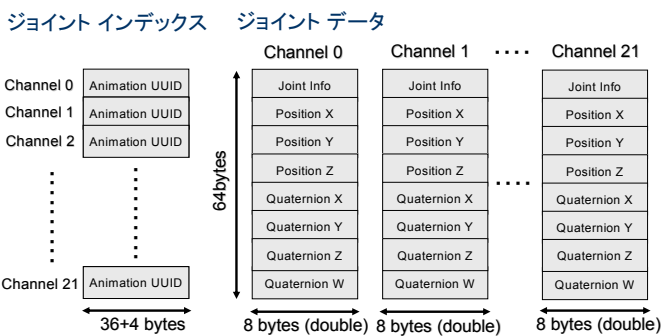 ジョイント インデックス
Channel 0 Animation UUID
Channel 1 Animation UUID
Channel 2 Animation UUID
Channel 21 Animation UUID
36+4 bytes
ジョイント データ
Channel 0 Channel 1 ···· Channel 21
Joint Info Joint Info Joint Info
Position X Position X Position X
Position Y Position Y Position Y
Position Z Position Z Position Z
Quaternion X Quaternion X Quaternion X
Quaternion Y Quaternion Y Quaternion Y
Quaternion Z Quaternion Z Quaternion Z
Quaternion W Quaternion W Quaternion W
64bytes
8 bytes (double) 8 bytes (double) 8 bytes (double)